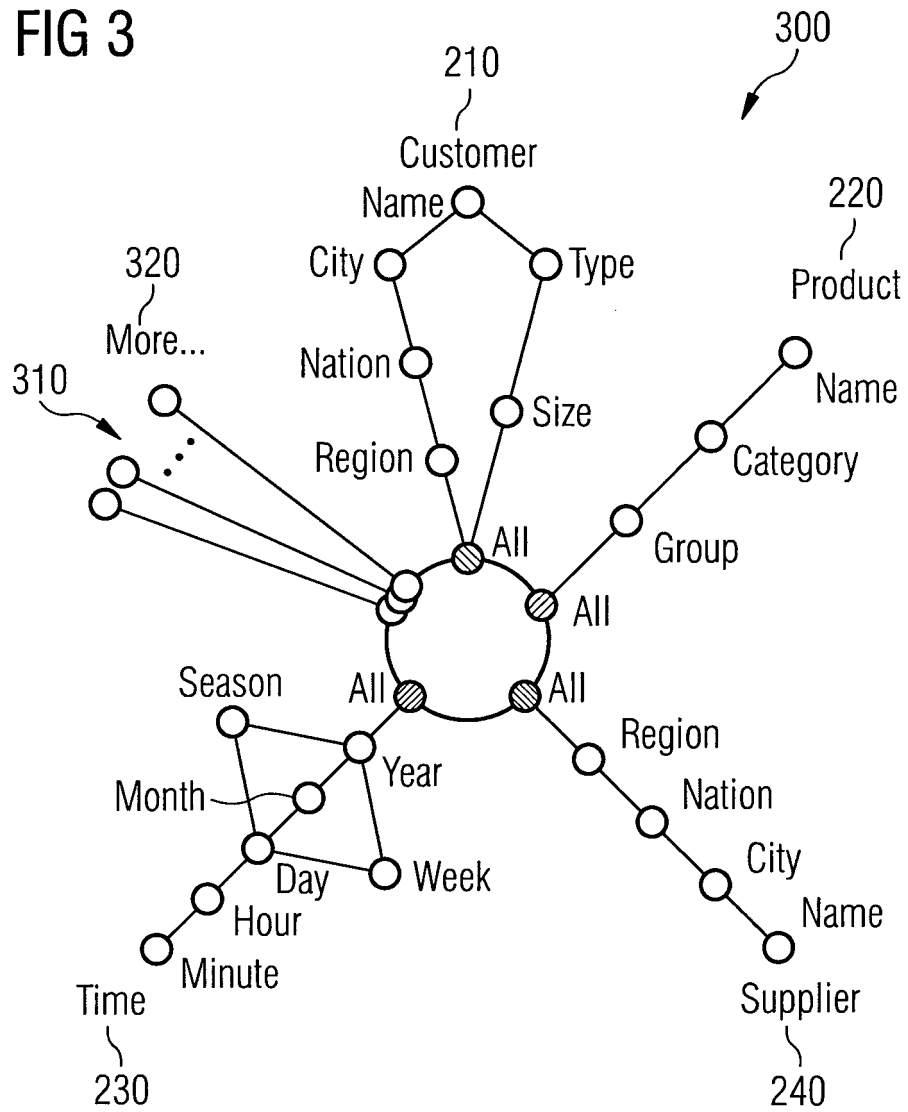 FIG 3
300
210
Customer
Name
City
Type
Nation
Size
Region
All
220
Product
Name
Category
Group
All
320
More...
310
All
Season
Year
Month
Day
Week
Hour
Minute
Time
230
All
Region
Nation
City
Name
Supplier
240